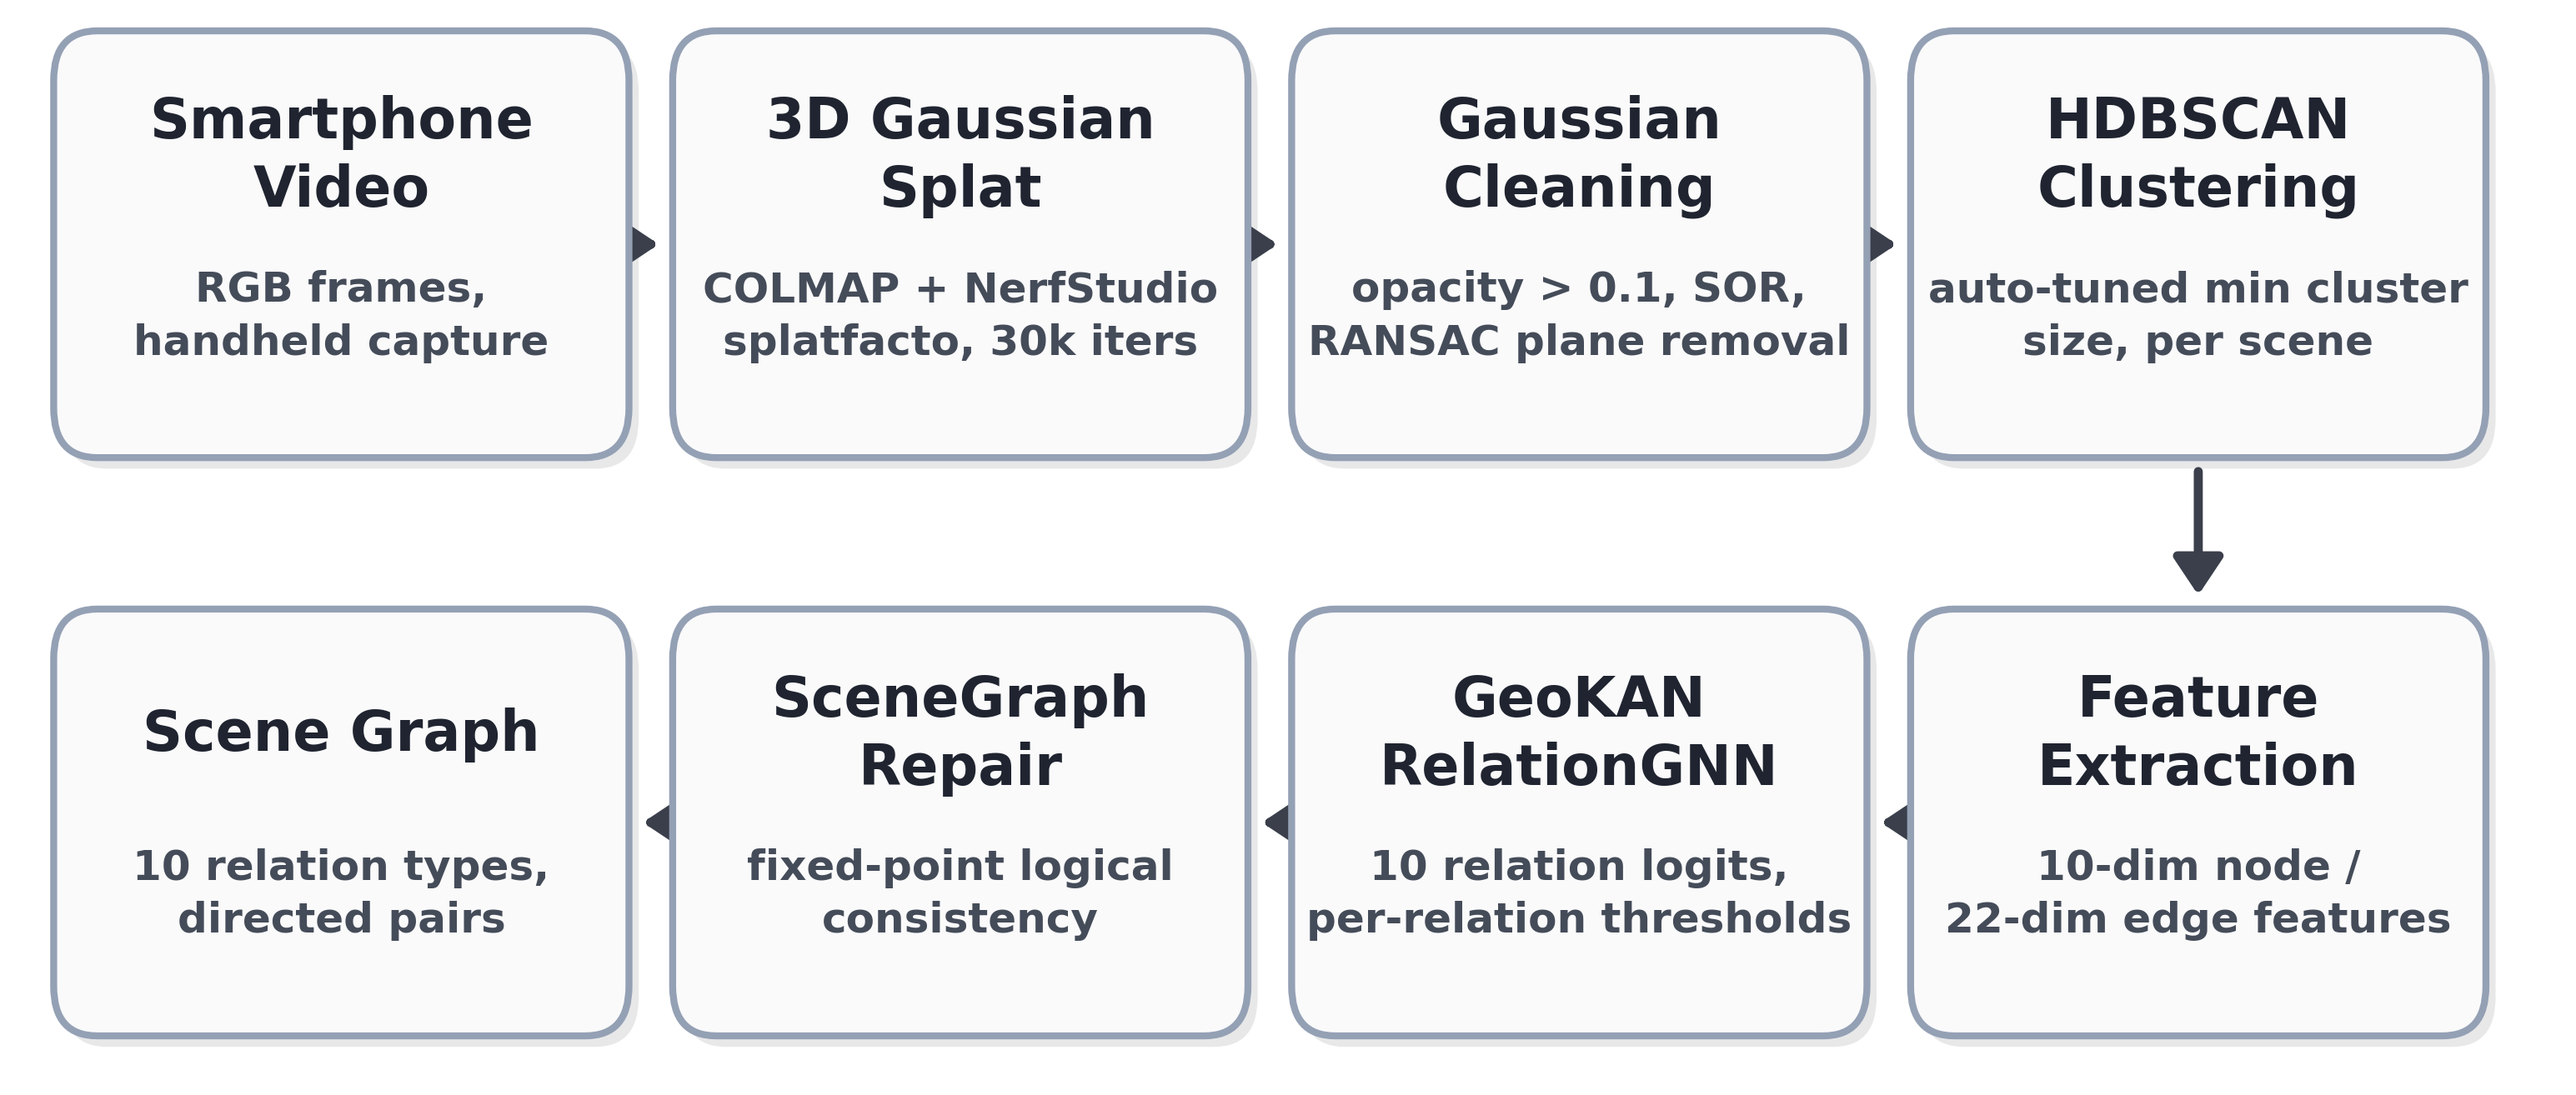 Smartphone
Video
RGB frames,
handheld capture
3D Gaussian
Splat
COLMAP + NerfStudio
splatfacto, 30k iters
Gaussian
Cleaning
opacity > 0.1, SOR,
RANSAC plane removal
HDBSCAN
Clustering
auto-tuned min cluster
size, per scene
Feature
Extraction
10-dim node /
22-dim edge features
GeoKAN
RelationGNN
10 relation logits,
per-relation thresholds
SceneGraph
Repair
fixed-point logical
consistency
Scene Graph
10 relation types,
directed pairs